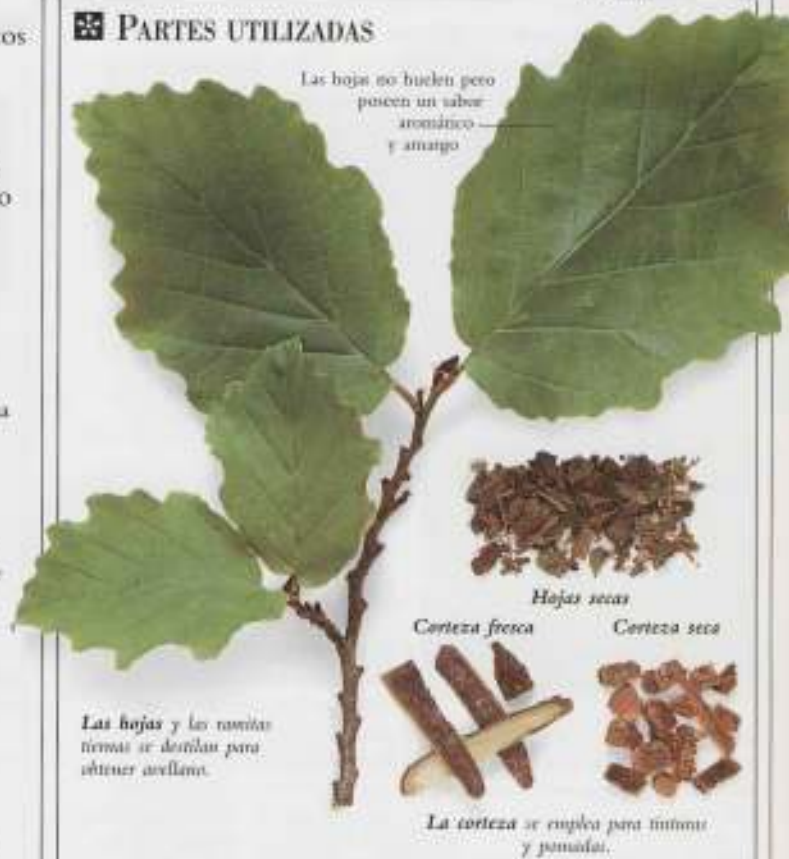 os
PARTES UTILIZADAS
Las hojas no huelen pero
poseen un sabor
aromático
y amargo
o
a
Hojas secas
Corteza fresca
Corteza seca
Las hojas y las ramitas
tiernas se destilan para
obtener avellano.
La corteza se emplea para tinturas
y pomadas.